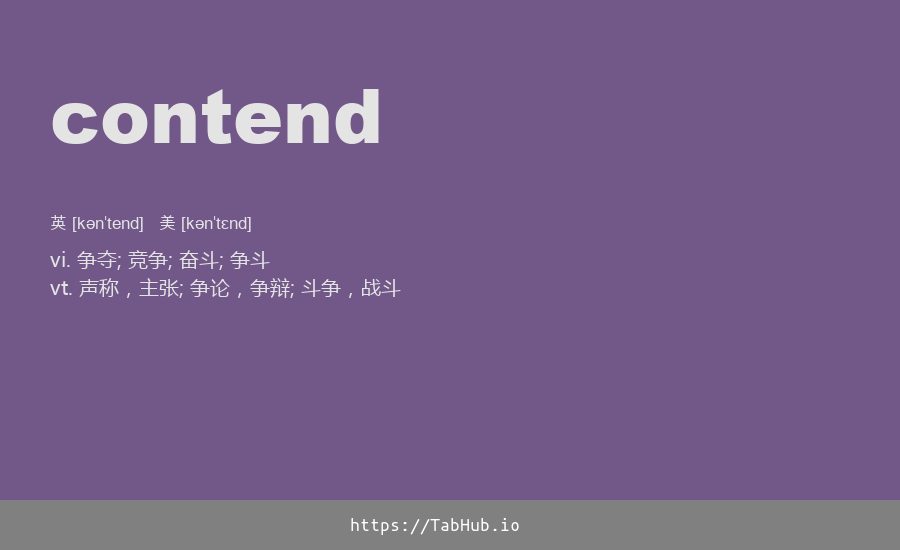 contend
英 [kən'tend] 美 [kən'tɛnd]
vi. 争夺; 竞争; 奋斗; 争斗
vt. 声称，主张; 争论，争辩; 斗争，战斗
https://TabHub.io